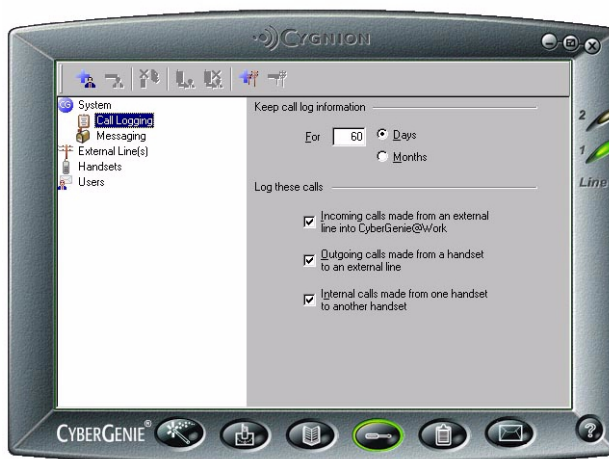 CYGNION
System
Call Logging
Messaging
External Line(s)
Handsets
Users
Keep call log information
For 60 Days
Months
Log these calls
Incoming calls made from an external
line into CyberGenie@Work
Outgoing calls made from a handset
to an external line
Internal calls made from one handset
to another handset
2
1
Line
CYBERGENIE®
?